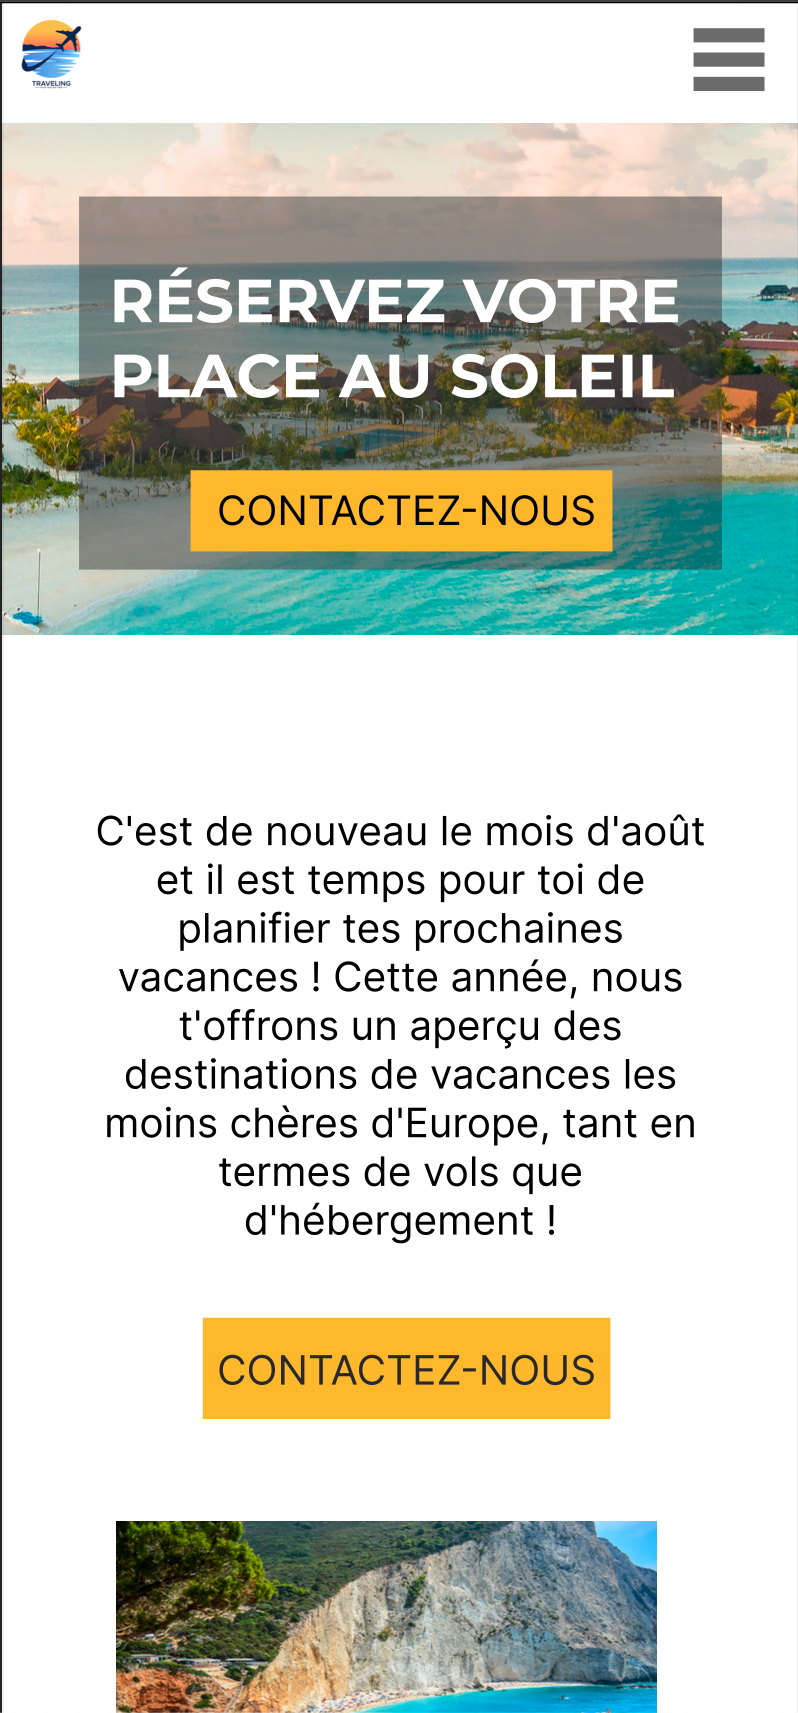 TRAVELING
RÉSERVEZ VOTRE
PLACE AU SOLEIL
CONTACTEZ-NOUS
C'est de nouveau le mois d'août
et il est temps pour toi de
planifier tes prochaines
vacances ! Cette année, nous
t'offrons un aperçu des
destinations de vacances les
moins chères d'Europe, tant en
termes de vols que
d'hébergement !
CONTACTEZ-NOUS